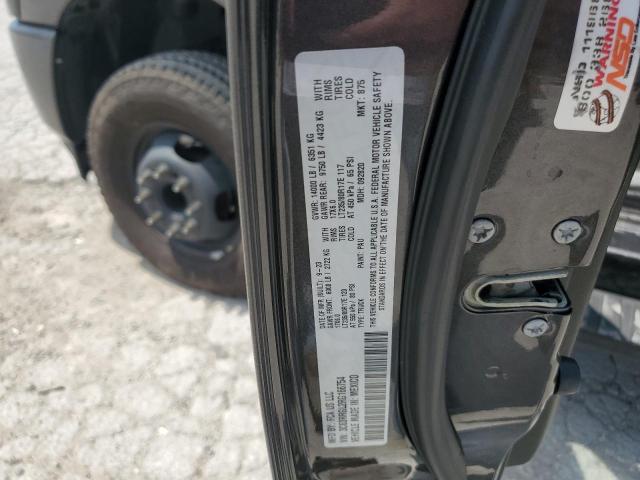 MFD BY: FCA US LLC
DATE OF MFR (MULT): 9-23
GVWR: 14000 LB / 6351 KG
GAWR FRONT: 6000 LB / 2722 KG WITH
GAWR REAR: 9750 LB / 4423 KG WITH
17X6.0 RIMS
17X6.0 RIMS
LT235/80R17E 120 TIRES
LT235/80R17E 117 TIRES
AT 550 kPa / 80 PSI COLD
AT 450 kPa / 65 PSI COLD
VIN:
TYPE: TRUCK
PAINT: PAU
MDH: 092820
MKT: 875
VEHICLE MADE IN: MEXICO
THIS VEHICLE CONFORMS TO ALL APPLICABLE U.S.A. FEDERAL MOTOR VEHICLE SAFETY
STANDARDS IN EFFECT ON THE DATE OF MANUFACTURE SHOWN ABOVE.
WARNING